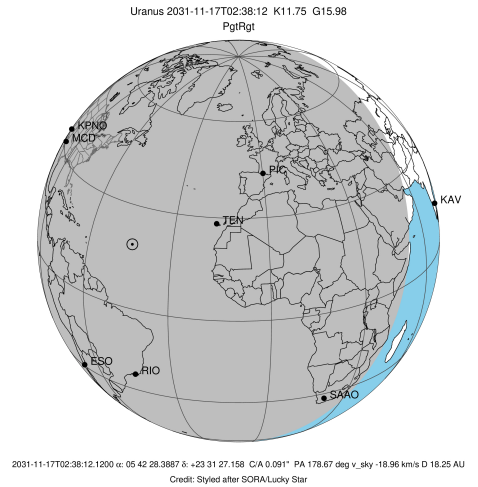 Uranus 2031-11-17T02:38:12 K11.75 G15.98
PgtRgt
KPNO
MCD
PIC
KAV
TEN
ESO
RIO
SAAO
2031-11-17T02:38:12.1200 α: 05 42 28.3887 δ: +23 31 27.158 C/A 0.091" PA 178.67 deg v_sky -18.96 km/s D 18.25 AU
Credit: Styled after SORA/Lucky Star